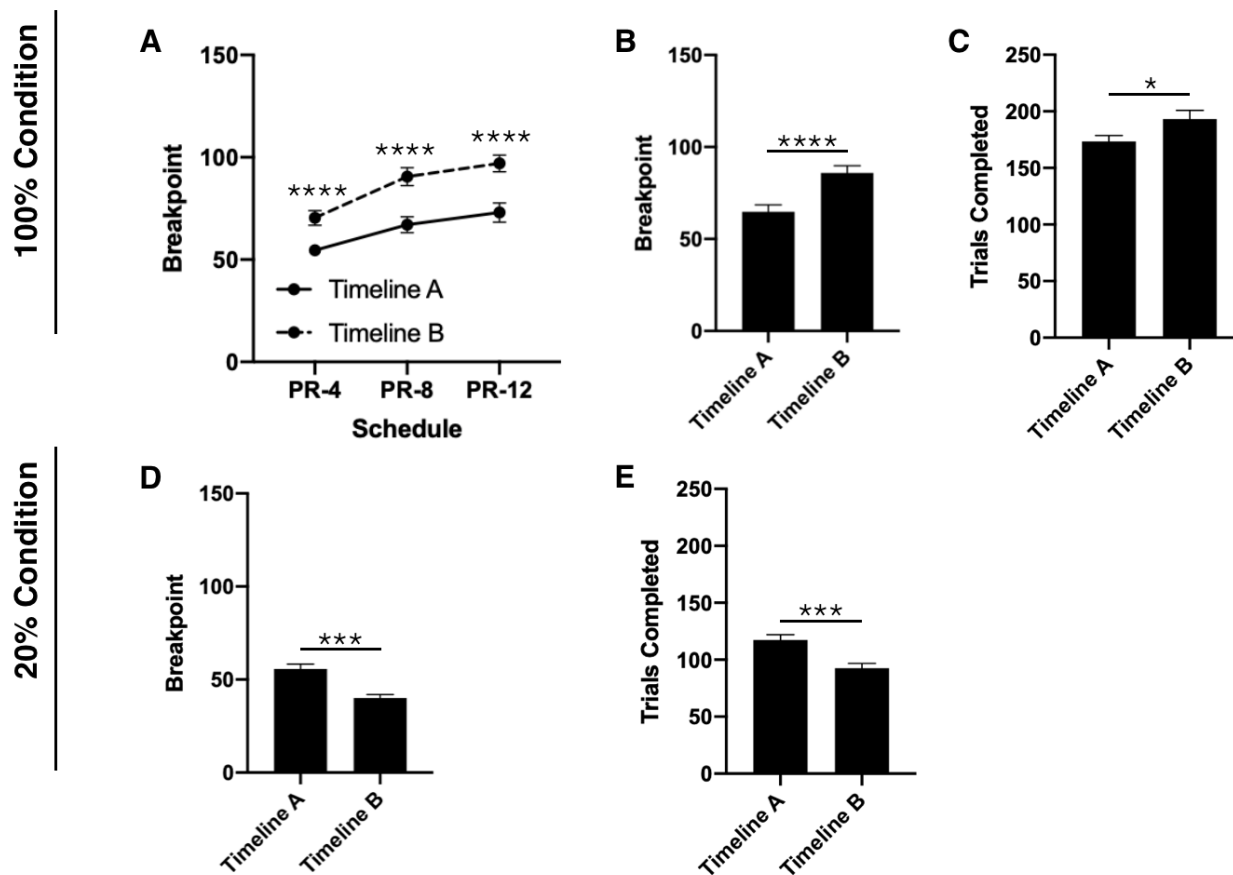 100% Condition
A
150
100
50
0
Breakpoint
****
****
****
Timeline A
Timeline B
PR-4 PR-8 PR-12
Schedule
B
150
100
50
0
Breakpoint
****
Timeline A
Timeline B
C
250
200
150
100
50
0
Trials Completed
*
Timeline A
Timeline B
20% Condition
D
150
100
50
0
Breakpoint
***
Timeline A
Timeline B
E
250
200
150
100
50
0
Trials Completed
***
Timeline A
Timeline B